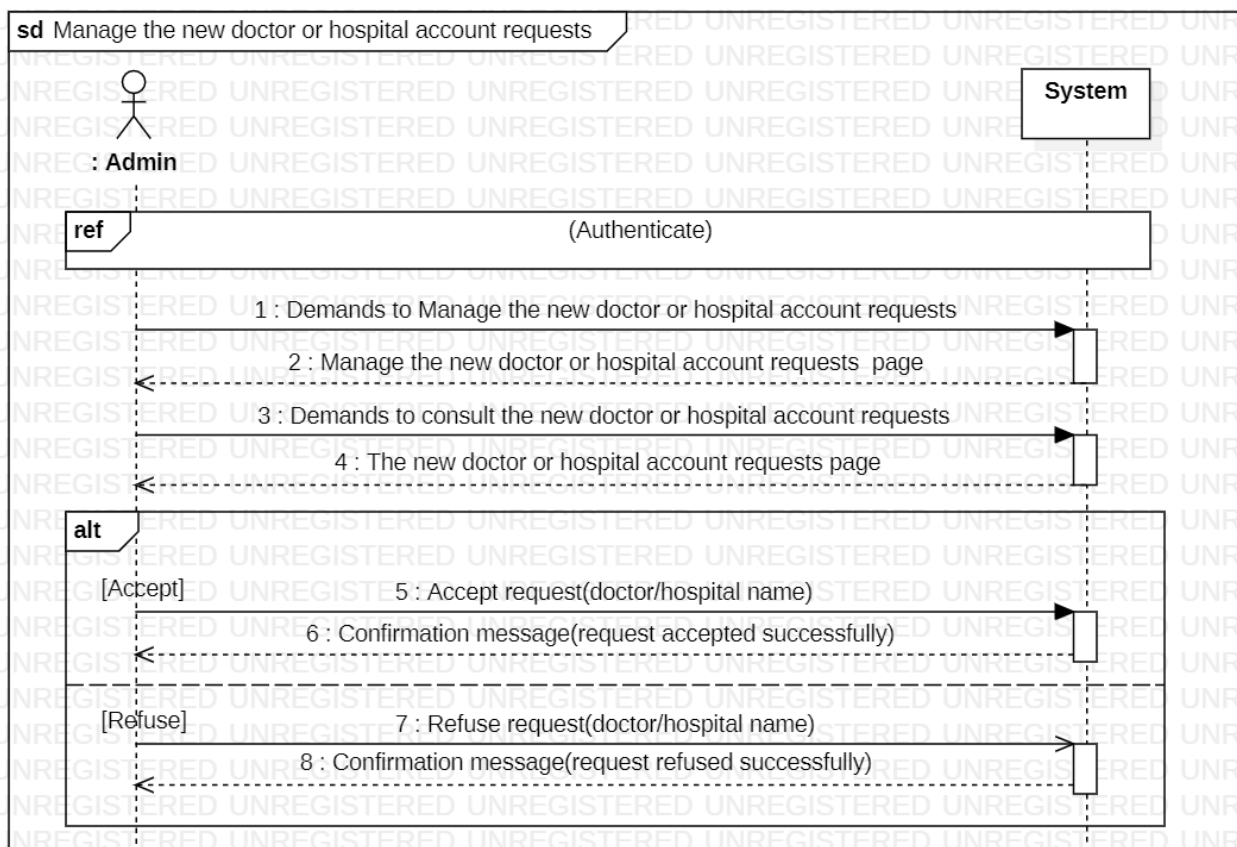 sd Manage the new doctor or hospital account requests
System
: Admin
ref (Authenticate)
1 : Demands to Manage the new doctor or hospital account requests
2 : Manage the new doctor or hospital account requests  page
3 : Demands to consult the new doctor or hospital account requests
4 : The new doctor or hospital account requests page
alt
[Accept] 5 : Accept request(doctor/hospital name)
6 : Confirmation message(request accepted successfully)
[Refuse] 7 : Refuse request(doctor/hospital name)
8 : Confirmation message(request refused successfully)
UNREGISTERED